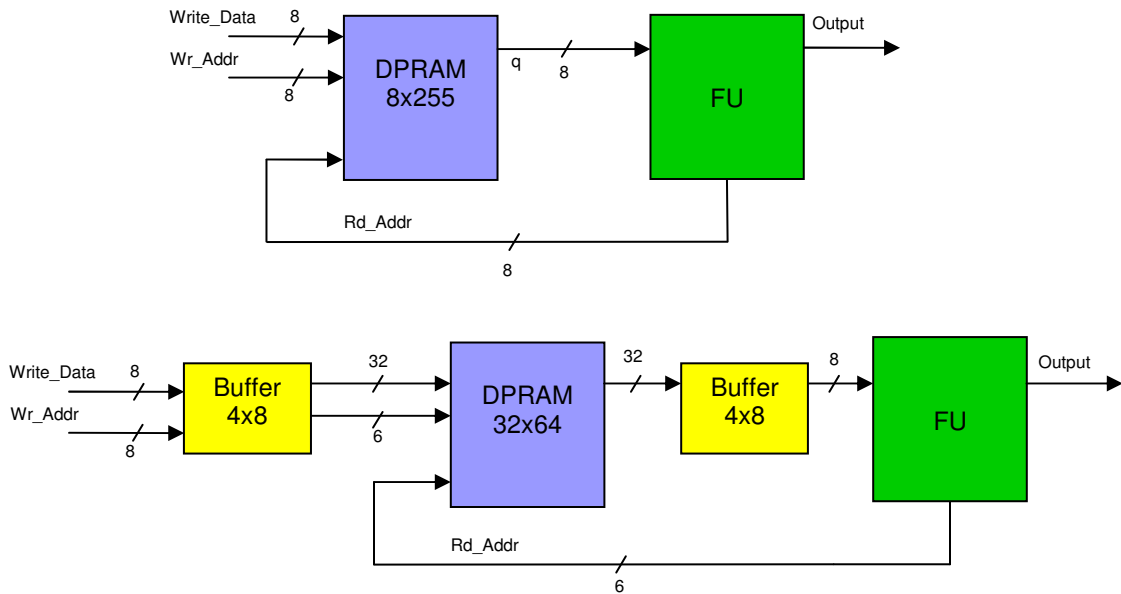 Write_Data
8
Wr_Addr
8
DPRAM
8x255
q
8
FU
Output
Rd_Addr
8
Write_Data
8
Wr_Addr
8
Buffer
4x8
32
6
DPRAM
32x64
32
Buffer
4x8
8
FU
Output
Rd_Addr
6